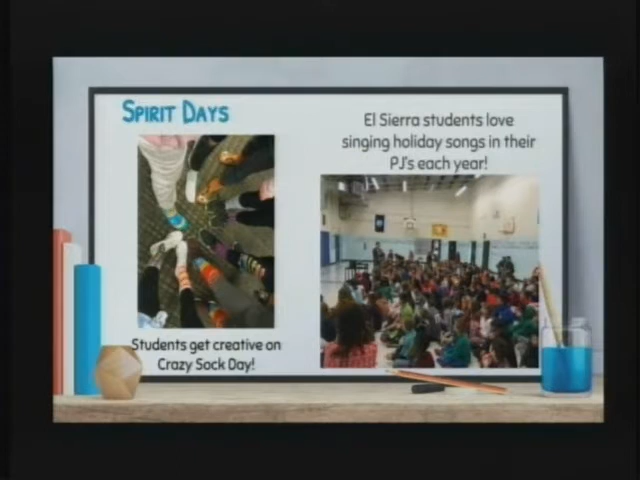 SPIRIT DAYS
El Sierra students love
singing holiday songs in their
PJ's each year!
Students get creative on
Crazy Sock Day!